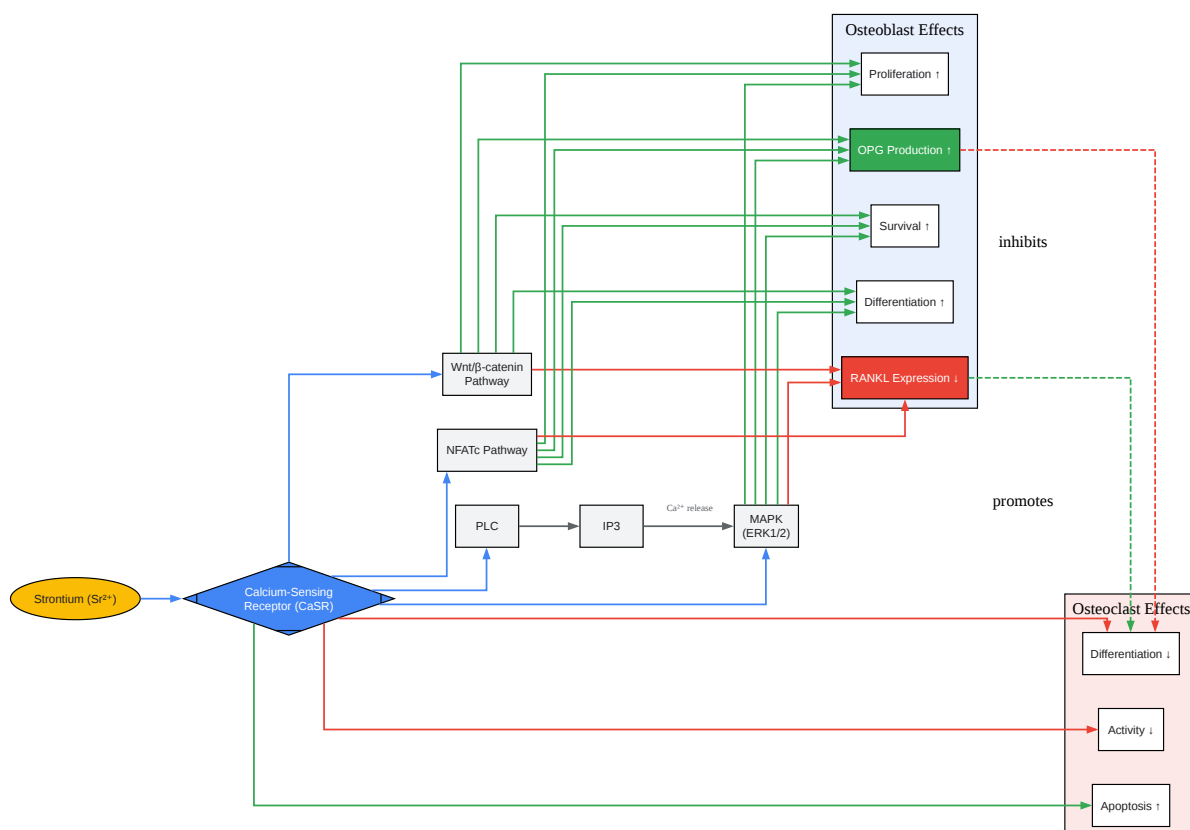 Osteoblast Effects
Proliferation ↑
OPG Production ↑
Survival ↑
inhibits
Differentiation ↑
Wnt/β-catenin
Pathway
RANKL Expression ↓
NFATc Pathway
promotes
Ca²⁺ release
PLC
IP3
MAPK
(ERK1/2)
Strontium (Sr²⁺)
Calcium-Sensing
Receptor (CaSR)
Osteoclast Effects
Differentiation ↓
Activity ↓
Apoptosis ↑